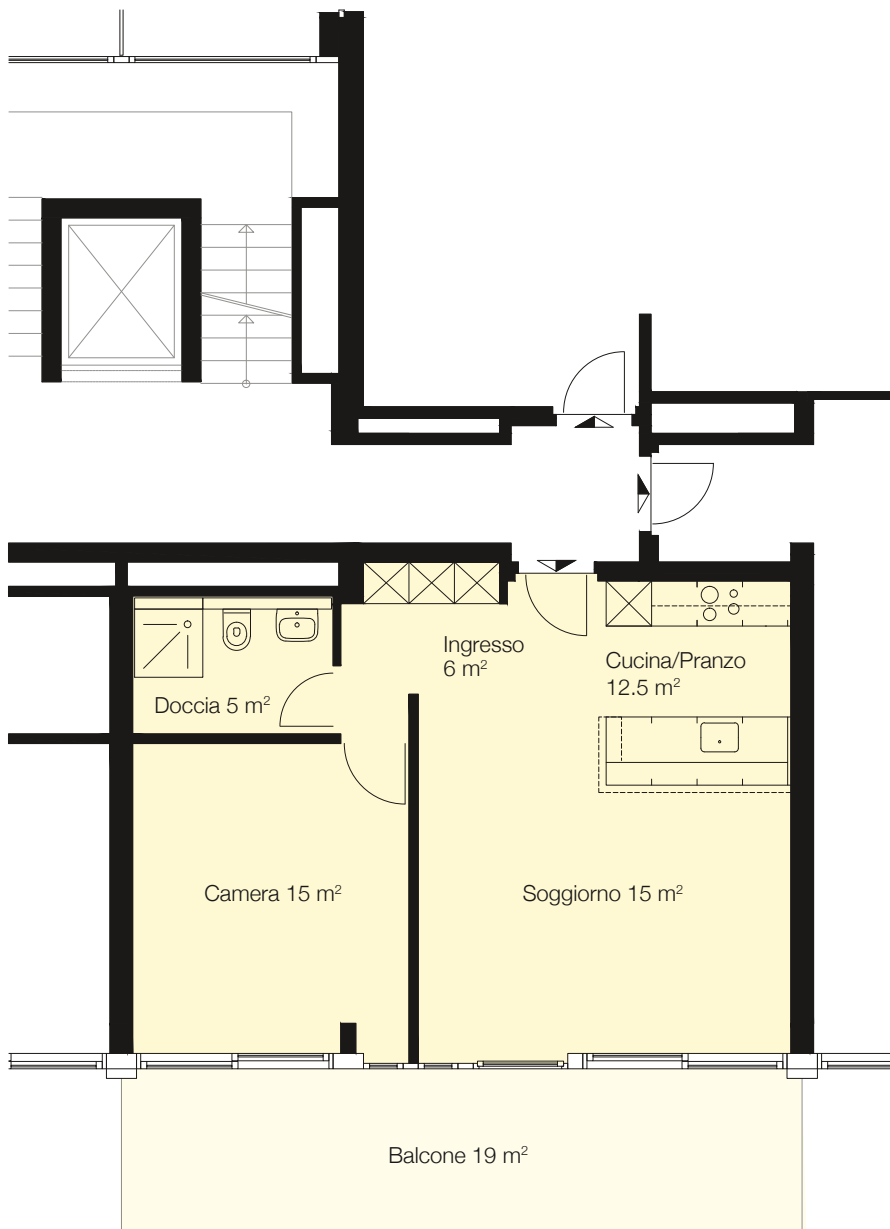 Ingresso
6 m²
Cucina/Pranzo
12.5 m²
Doccia 5 m²
Camera 15 m²
Soggiorno 15 m²
Balcone 19 m²